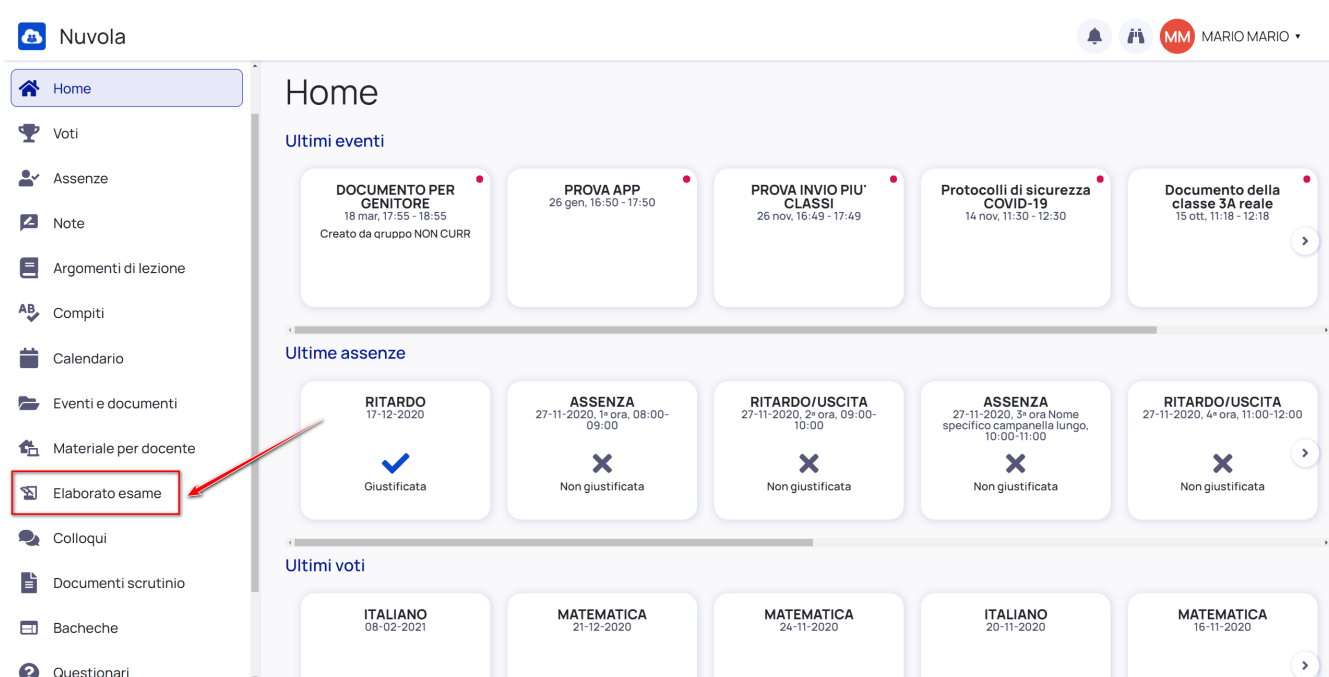 Nuvola
MM MARIO MARIO
Home
Voti
Assenze
Note
Argomenti di lezione
AB Compiti
Calendario
Eventi e documenti
Materiale per docente
Elaborato esame
Colloqui
Documenti scrutinio
Bacheche
? Questionari
Home
Ultimi eventi
DOCUMENTO PER
GENITORE
18 mar, 17:55 - 18:55
Creato da gruppo NON CURR
PROVA APP
26 gen, 16:50 - 17:50
PROVA INVIO PIU'
CLASSI
26 nov, 16:49 - 17:49
Protocolli di sicurezza
COVID-19
14 nov, 11:30 - 12:30
Documento della
classe 3A reale
15 ott, 11:18 - 12:18
Ultime assenze
RITARDO
17-12-2020
Giustificata
ASSENZA
27-11-2020, 1ª ora, 08:00-
09:00
Non giustificata
RITARDO/USCITA
27-11-2020, 2ª ora, 09:00-
10:00
Non giustificata
ASSENZA
27-11-2020, 3ª ora Nome
specifico campanella lungo,
10:00-11:00
Non giustificata
RITARDO/USCITA
27-11-2020, 4ª ora, 11:00-12:00
Non giustificata
Ultimi voti
ITALIANO
08-02-2021
MATEMATICA
21-12-2020
MATEMATICA
24-11-2020
ITALIANO
20-11-2020
MATEMATICA
16-11-2020